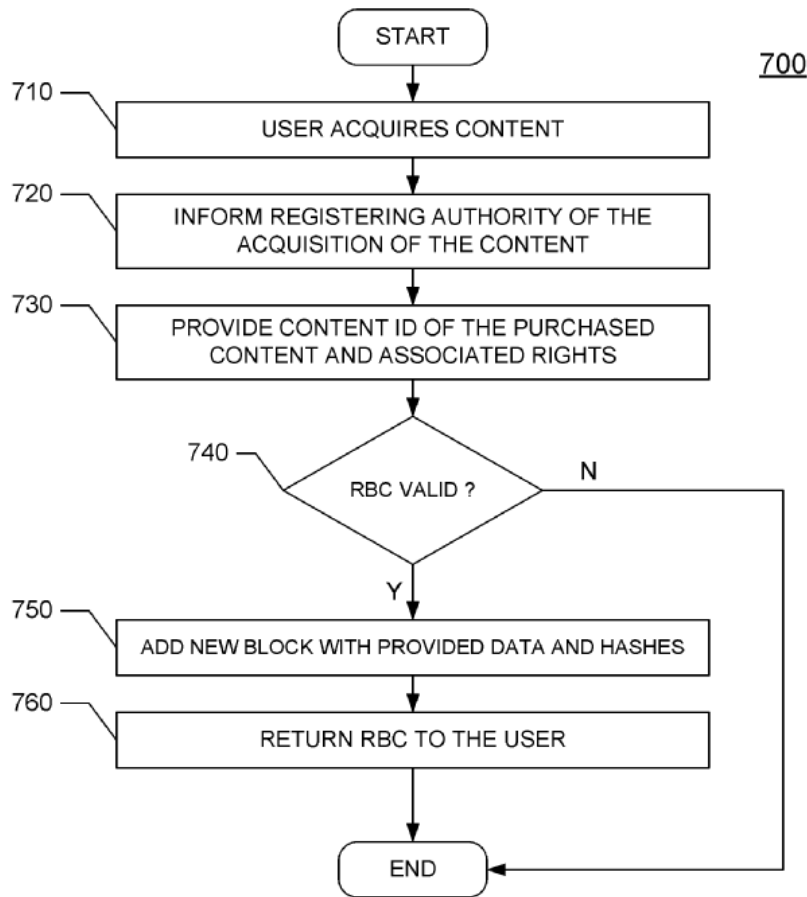 START
700
710
USER ACQUIRES CONTENT
720
INFORM REGISTERING AUTHORITY OF THE
ACQUISITION OF THE CONTENT
730
PROVIDE CONTENT ID OF THE PURCHASED
CONTENT AND ASSOCIATED RIGHTS
740
RBC VALID ?
N
Y
750
ADD NEW BLOCK WITH PROVIDED DATA AND HASHES
760
RETURN RBC TO THE USER
END